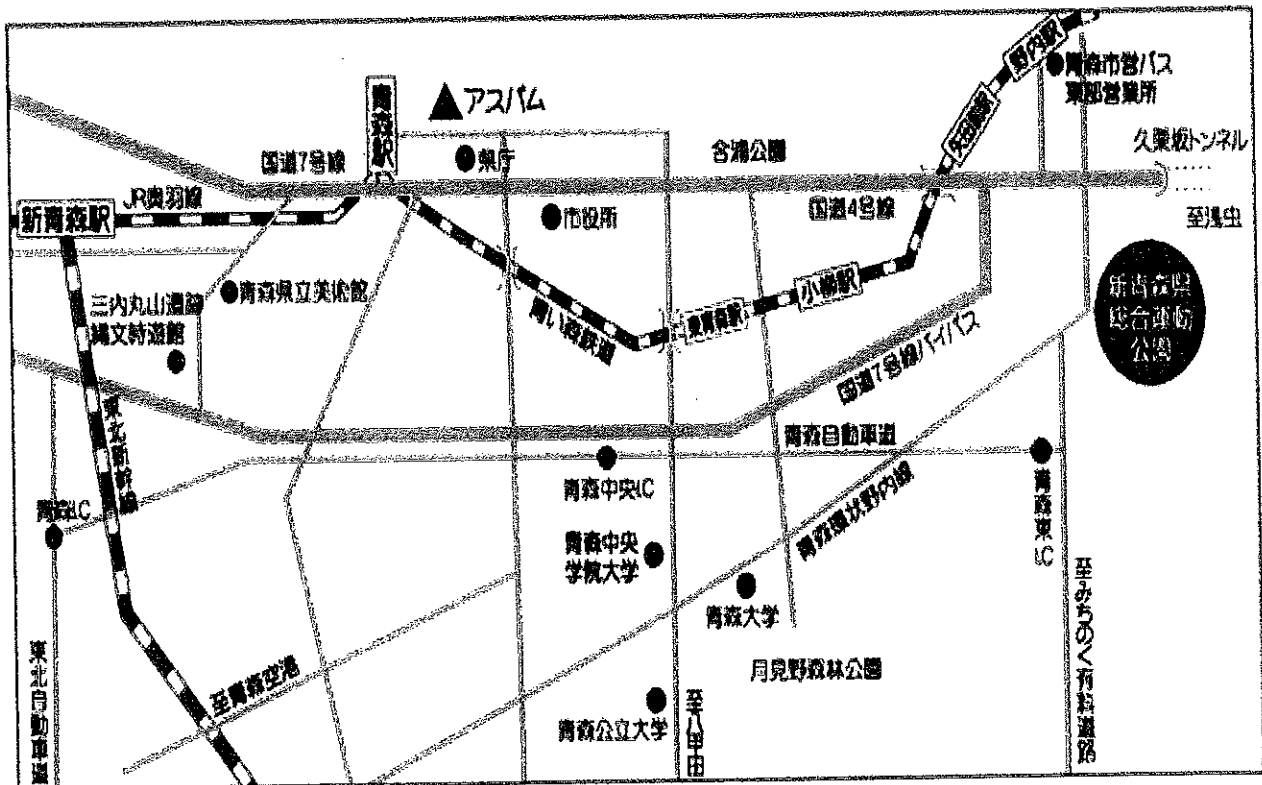 野内駅
青森市営バス
東部営業所
アスパム
青森駅
矢田前駅
久栗坂トンネル
合浦公園
国道7号線
県庁
JR奥羽線
新青森駅
市役所
国道4号線
至浅虫
青森県立美術館
三内丸山遺跡
縄文時遊館
小柳駅
東青森駅
青い森鉄道
新青森県
総合運動
公園
国道7号線バイパス
東北新幹線
青森自動車道
青森IC
青森中央IC
青森東IC
青森環状野内線
青森中央
学院大学
青森大学
至みちのく有料道路
月見野森林公園
東北自動車道
至青森空港
青森公立大学
至八甲田